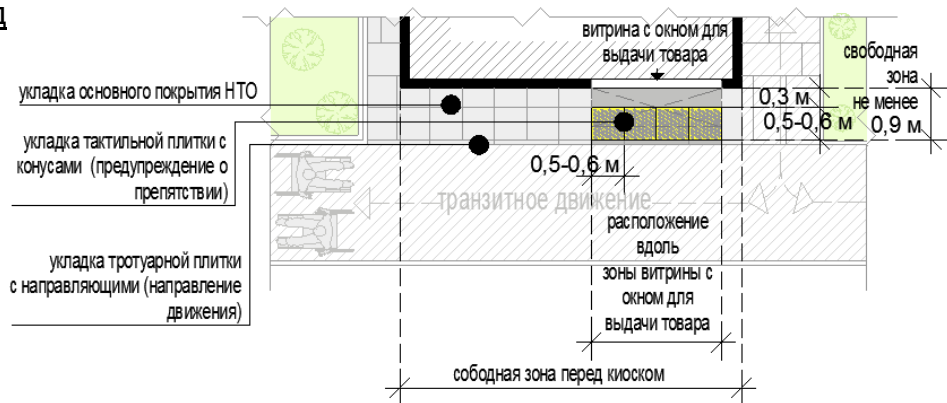 Д
витрина с окном для
выдачи товара
свободная
зона
не менее
0,9 м
0,3 м
0,5-0,6 м
укладка основного покрытия НТО
укладка тактильной плитки с
конусами (предупреждение о
препятствии)
0,5-0,6 м
транзитное движение
расположение
вдоль
зоны витрины с
окном для
выдачи товара
укладка тротуарной плитки
с направляющими (направление
движения)
сободная зона перед киоском